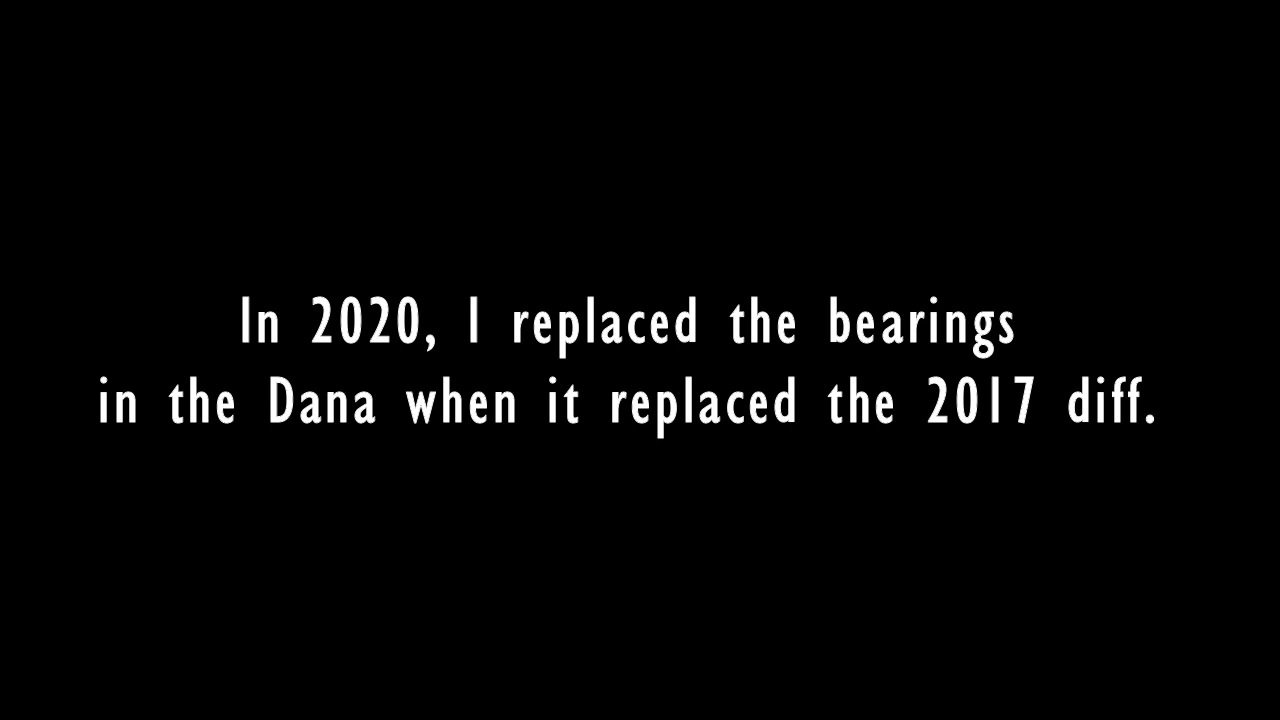 In 2020, I replaced the bearings
in the Dana when it replaced the 2017 diff.